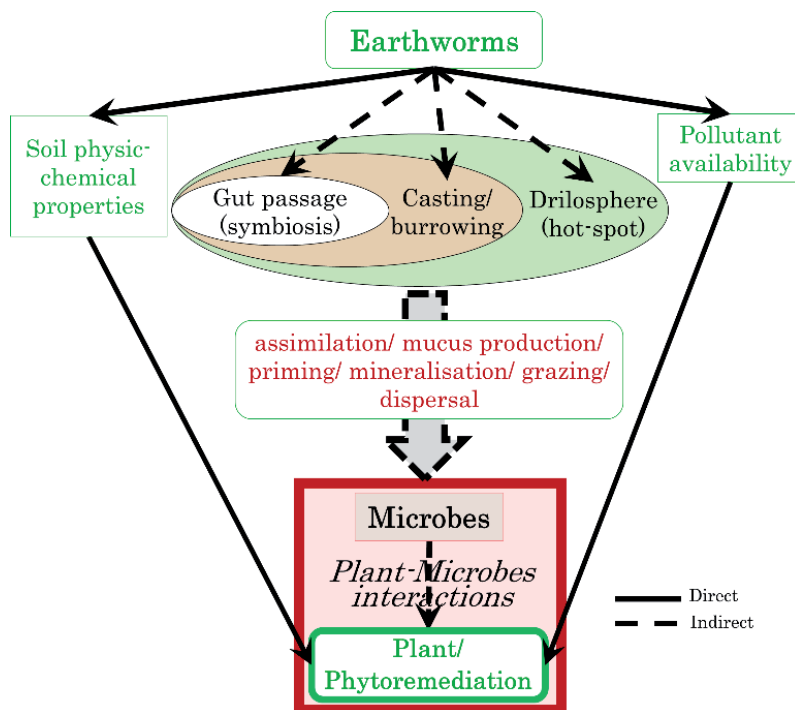 Earthworms
Soil physic-
chemical
properties
Pollutant
availability
Gut passage
(symbiosis)
Casting/
burrowing
Drilosphere
(hot-spot)
assimilation/ mucus production/
priming/ mineralisation/ grazing/
dispersal
Microbes
Plant-Microbes
interactions
Plant/
Phytoremediation
Direct
Indirect